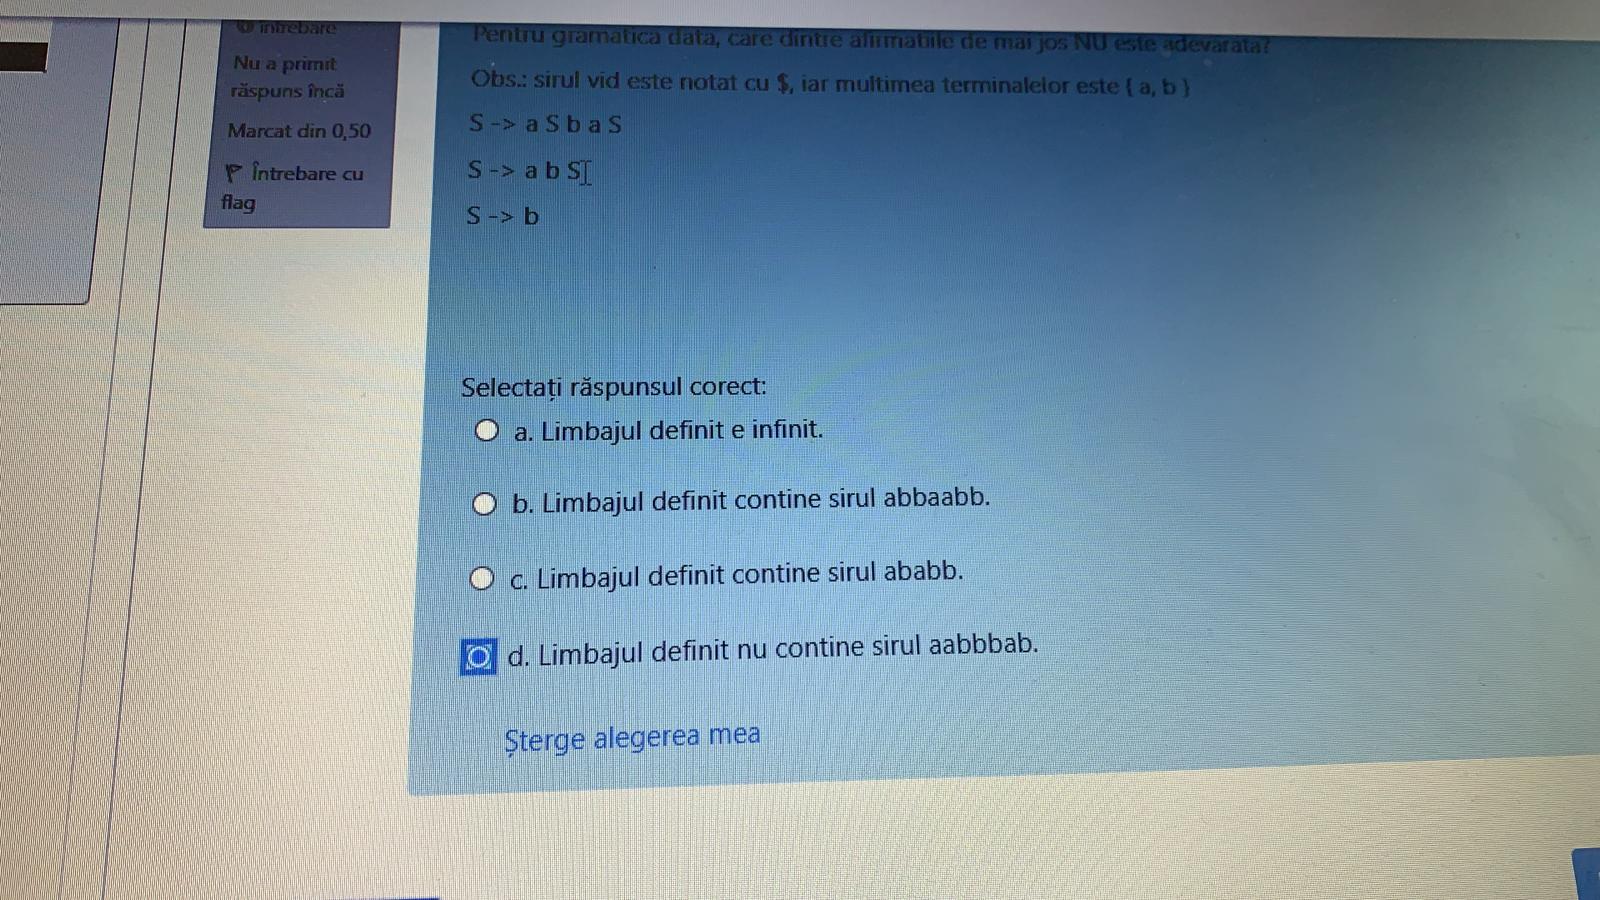 întrebare
Nu a primit
răspuns încă
Marcat din 0,50
Întrebare cu
flag
Pentru gramatica data, care dintre afirmatiile de mai jos NU este adevarata?
Obs.: sirul vid este notat cu $, iar multimea terminalelor este { a, b }
S -> a S b a S
S -> a b S
S -> b
Selectați răspunsul corect:
a. Limbajul definit e infinit.
b. Limbajul definit contine sirul abbaabb.
c. Limbajul definit contine sirul ababb.
d. Limbajul definit nu contine sirul aabbbab.
Șterge alegerea mea